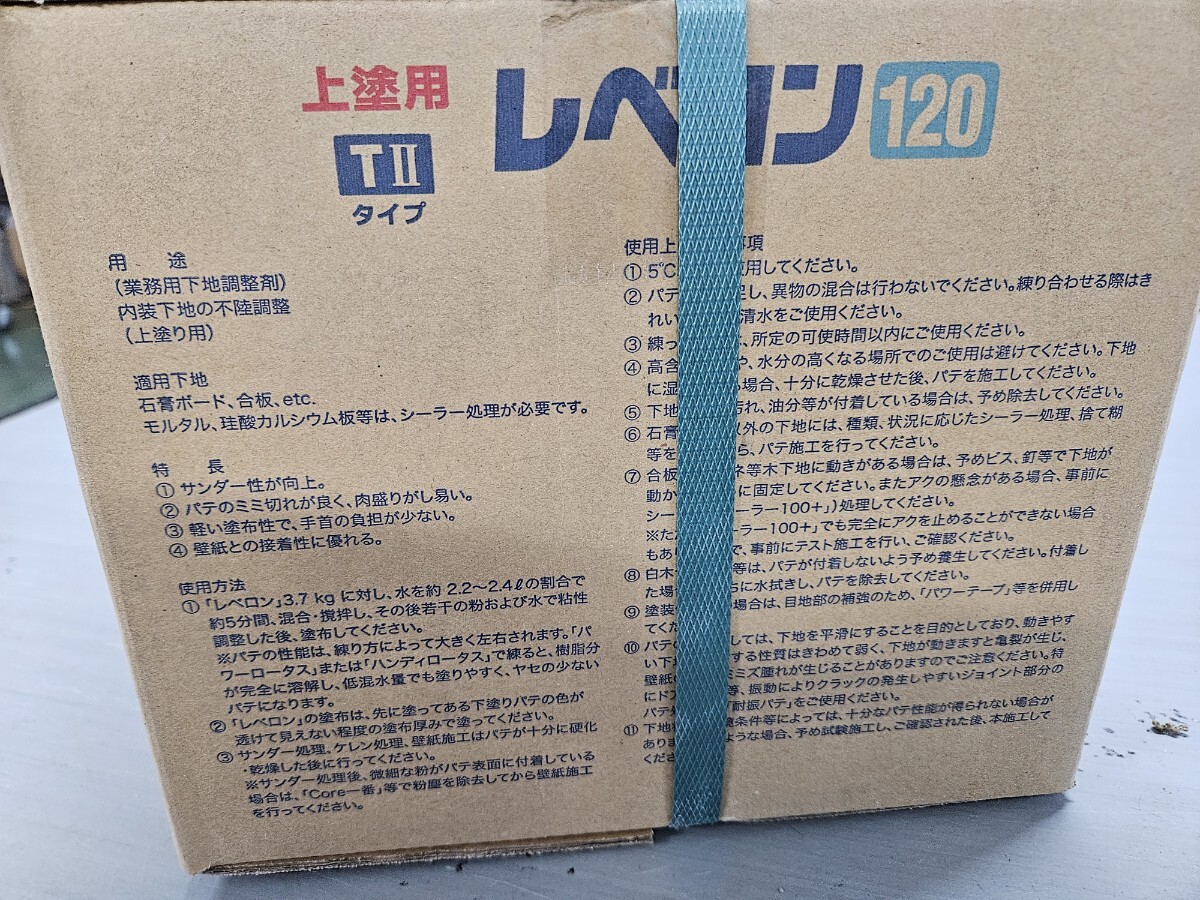 上塗用
TⅡ
タイプ
レベロン 120
用 途
(業務用下地調整剤)
内装下地の不陸調整
(上塗り用)
適用下地
石膏ボード、合板、etc.
モルタル、珪酸カルシウム板等は、シーラー処理が必要です。
特 長
① サンダー性が向上。
② パテのミミ切れが良く、肉盛りがし易い。
③ 軽い塗布性で、手首の負担が少ない。
④ 壁紙との接着性に優れる。
使用方法
① 「レベロン」3.7 kg に対し、水を約 2.2〜2.4ℓの割合で
約5分間、混合・撹拌し、その後若干の粉および水で粘性
調整した後、塗布してください。
※パテの性能は、練り方によって大きく左右されます。「パ
ワーロータス」または「ハンディロータス」で練ると、樹脂分
が完全に溶解し、低混水量でも塗りやすく、ヤセの少ない
パテになります。
② 「レベロン」の塗布は、先に塗ってある下塗りパテの色が
透けて見えない程度の塗布厚みで塗ってください。
③ サンダー処理、ケレン処理、壁紙施工はパテが十分に硬化
・乾燥した後に行ってください。
※サンダー処理後、微細な粉がパテ表面に付着している
場合は、「Core一番」等で粉塵を除去してから壁紙施工
を行ってください。
使用上 事項
① 5℃ 使用してください。
② パテ 足し、異物の混合は行わないでください。練り合わせる際はき
れい 清水をご使用ください。
③ 練っ は、所定の可使時間以内にご使用ください。
④ 高含 や、水分の高くなる場所でのご使用は避けてください。下地
に湿 場合、十分に乾燥させた後、パテを施工してください。
⑤ 下地 汚れ、油分等が付着している場合は、予め除去してください。
⑥ 石膏 以外の下地には、種類、状況に応じたシーラー処理、捨て糊
等を ら、パテ施工を行ってください。
⑦ 合板 ネ等木下地に動きがある場合は、予めビス、釘等で下地が
動か に固定してください。またアクの懸念がある場合、事前に
シー ーラー100+」)処理してください。
※ただ ーラー100+」でも完全にアクを止めることができない場合
もあり で、事前にテスト施工を行い、ご確認ください。
⑧ 白木 等は、パテが付着しないよう予め養生してください。付着し
た場 ちに水拭きし、パテを除去してください。
⑨ 塗装 場合は、目地部の補強のため、「パワーテープ」等を併用し
てくだ
⑩ パテ しては、下地を平滑にすることを目的としており、動きやす
い下地 する性質はきわめて弱く、下地が動きますと亀裂が生じ、
壁紙 ミミズ腫れが生じることがありますのでご注意ください。特
にド 等、振動によりクラックの発生しやすいジョイント部分の
パテ 「耐振パテ」をご使用ください。
⑪ 下地 条件等によっては、十分なパテ性能が得られない場合が
あり ような場合、予め試験施工し、ご確認された後、本施工して
くだ